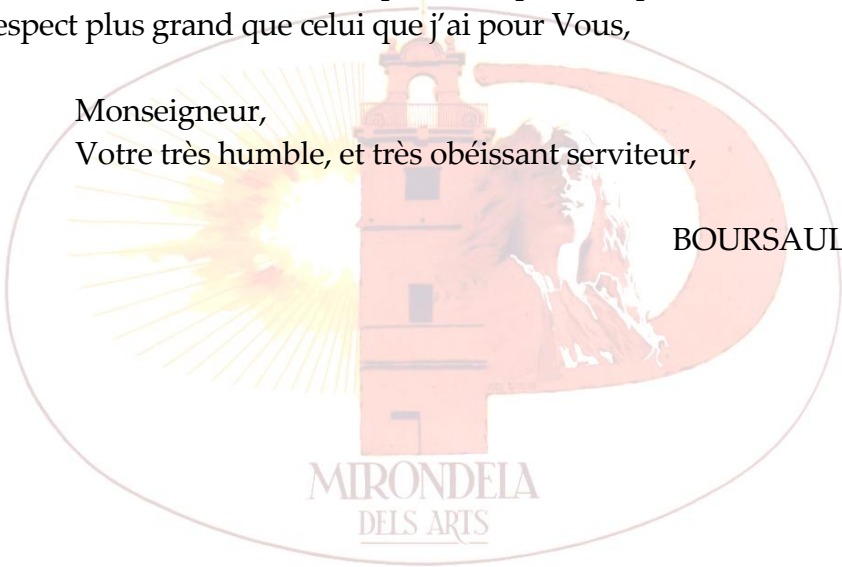 espect plus grand que celui que j’ai pour Vous,
Monseigneur,
Votre très humble, et très obéissant serviteur,
BOURSAUL
MIRONDELA
DELS ARTS